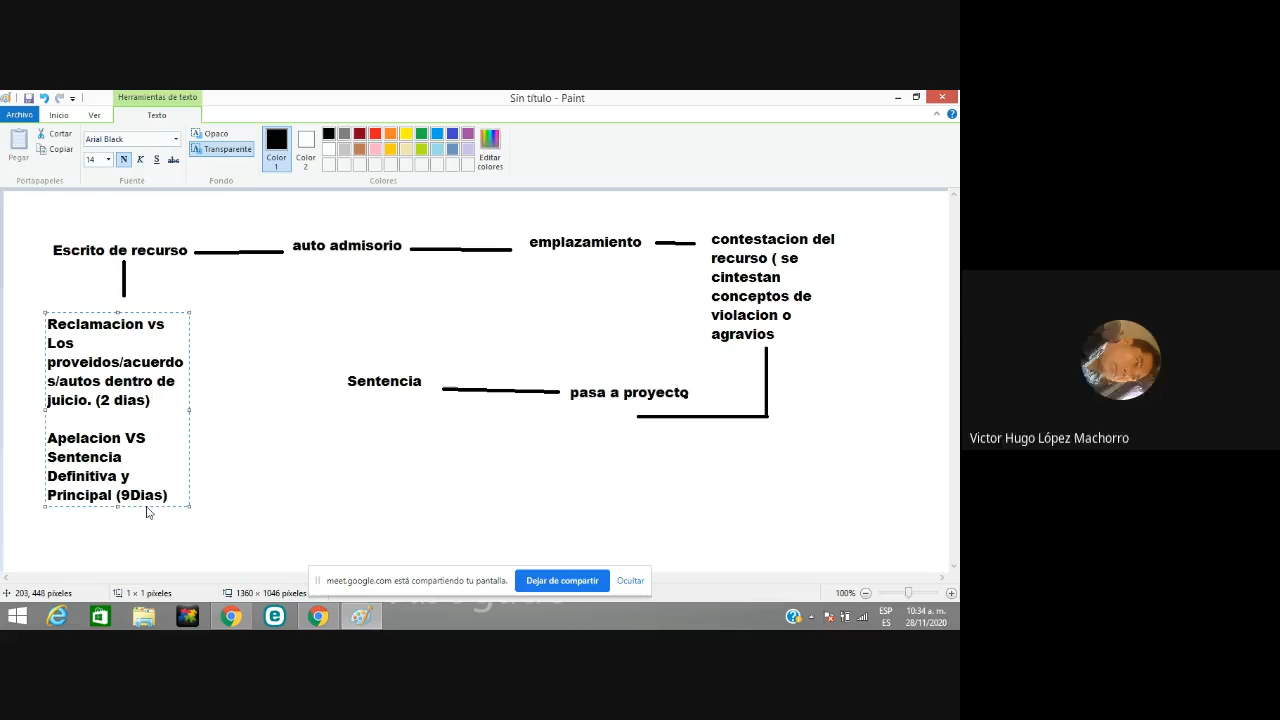 Herramientas de texto
Sin título - Paint
Archivo
Inicio
Ver
Texto
Pegar
Cortar
Copiar
Portapapeles
Arial Black
14
N
K
S
abc
Fuente
Opaco
Transparente
Fondo
Color 1
Color 2
Editar colores
Colores
Escrito de recurso
auto admisorio
emplazamiento
contestacion del
recurso ( se
cintestan
conceptos de
violacion o
agravios
Reclamacion vs
Los
proveidos/acuerdo
s/autos dentro de
juicio. (2 dias)
Apelacion VS
Sentencia
Definitiva y
Principal (9Dias)
Sentencia
pasa a proyecto
Victor Hugo López Machorro
meet.google.com está compartiendo tu pantalla.
Dejar de compartir
Ocultar
203, 448 píxeles
1 × 1 píxeles
1360 × 1046 píxeles
100%
ESP
ES
10:34 a. m.
28/11/2020